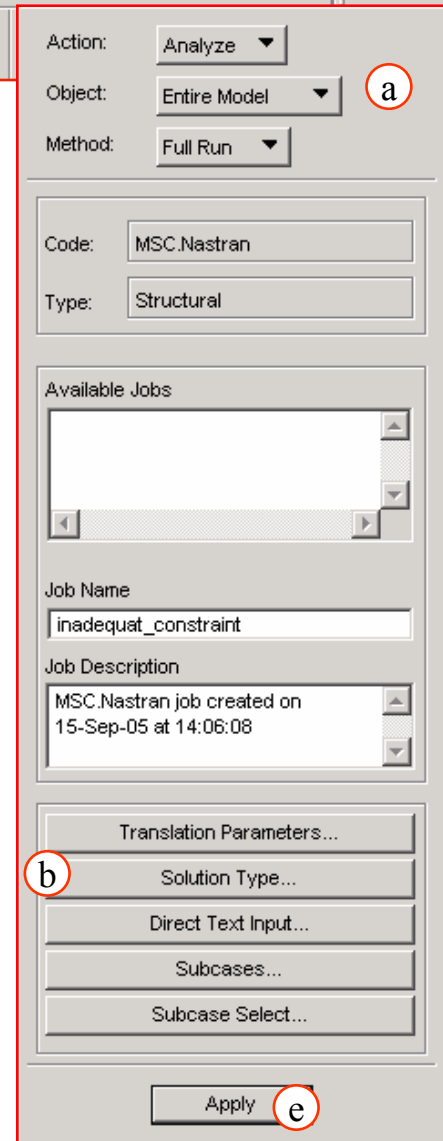 Action: Analyze
Object: Entire Model
a
Method: Full Run
Code: MSC.Nastran
Type: Structural
Available Jobs
Job Name
inadequat_constraint
Job Description
MSC.Nastran job created on
15-Sep-05 at 14:06:08
Translation Parameters...
b
Solution Type...
Direct Text Input...
Subcases...
Subcase Select...
Apply
e